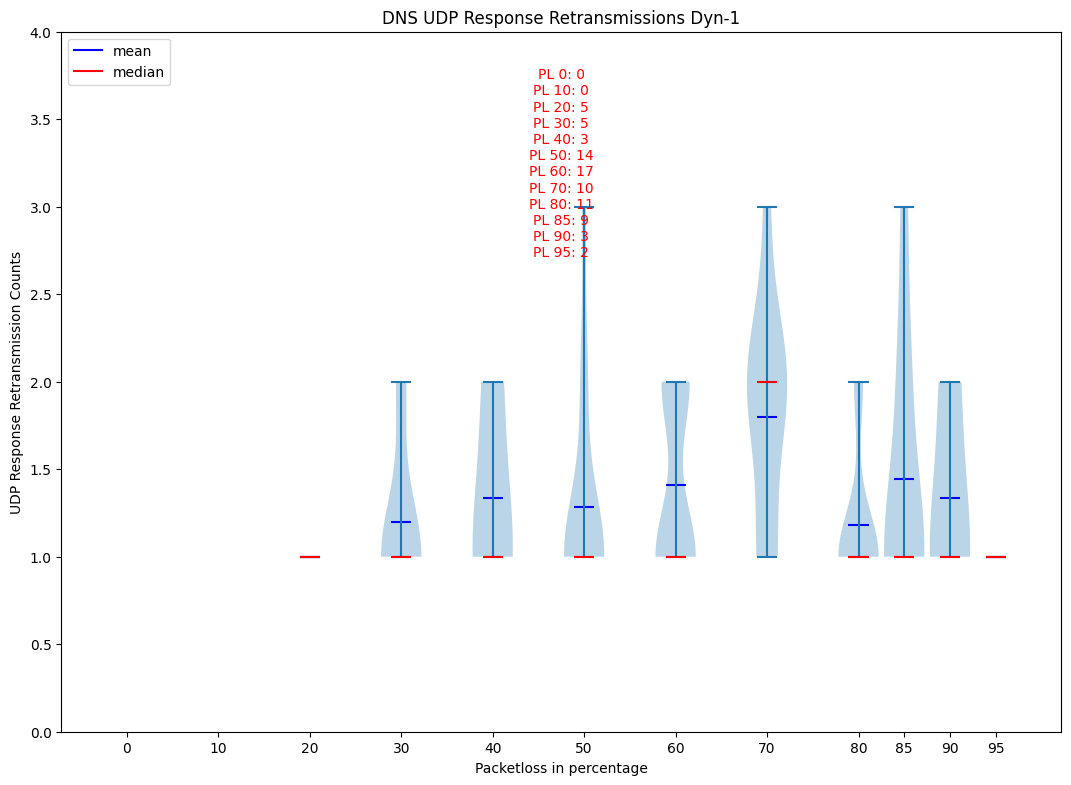 DNS UDP Response Retransmissions Dyn-1
4.0
3.5
3.0
2.5
2.0
1.5
1.0
0.5
0.0
UDP Response Retransmission Counts
mean
median
PL 0: 0
PL 10: 0
PL 20: 5
PL 30: 5
PL 40: 3
PL 50: 14
PL 60: 17
PL 70: 10
PL 80: 11
PL 85: 9
PL 90: 3
PL 95: 2
0 10 20 30 40 50 60 70 80 85 90 95
Packetloss in percentage